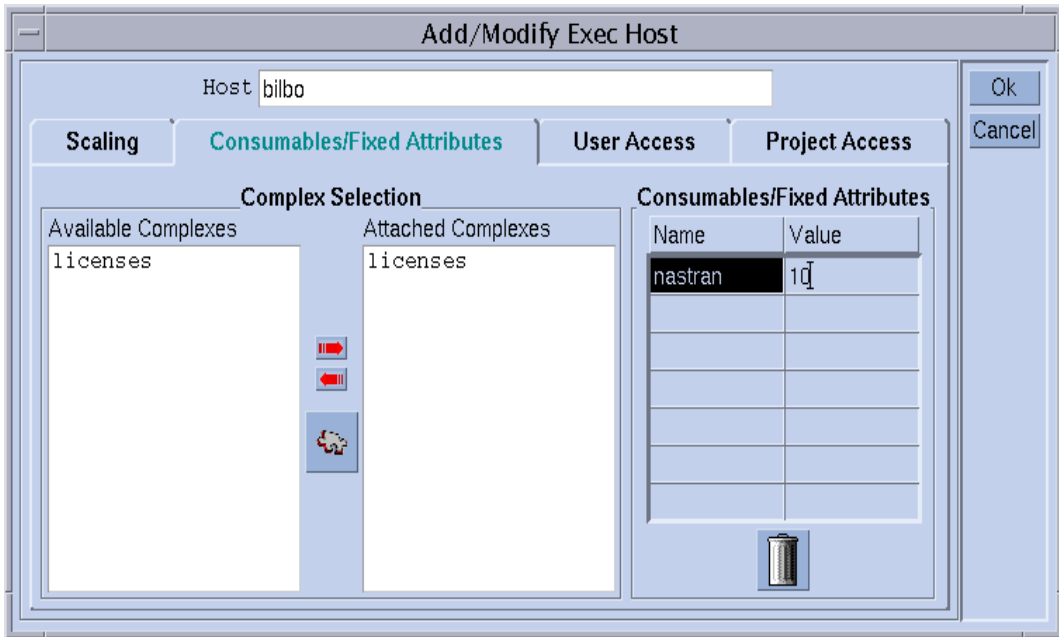 Add/Modify Exec Host
Host bilbo
Ok
Cancel
Scaling Consumables/Fixed Attributes User Access Project Access
Complex Selection Consumables/Fixed Attributes
Available Complexes Attached Complexes Name Value
licenses licenses nastran 10